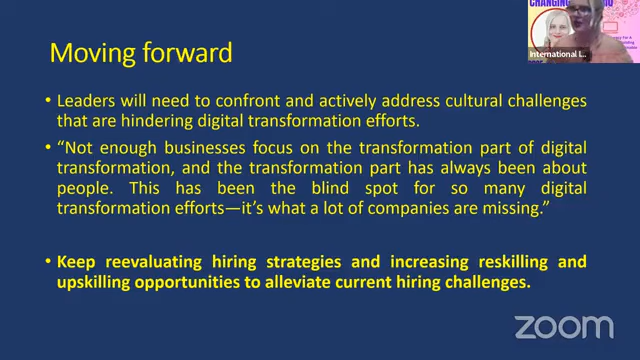 CHANGING
Moving forward
International L...
• Leaders will need to confront and actively address cultural challenges
that are hindering digital transformation efforts.
• “Not enough businesses focus on the transformation part of digital
transformation, and the transformation part has always been about
people. This has been the blind spot for so many digital
transformation efforts—it’s what a lot of companies are missing.”
• Keep reevaluating hiring strategies and increasing reskilling and
upskilling opportunities to alleviate current hiring challenges.
zoom